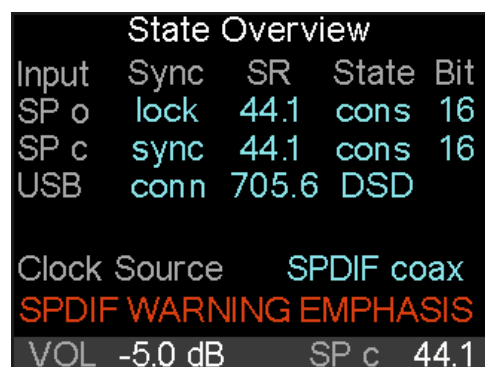 State Overview
Input Sync SR State Bit
SP o lock 44.1 cons 16
SP c sync 44.1 cons 16
USB conn 705.6 DSD
Clock Source SPDIF coax
SPDIF WARNING EMPHASIS
VOL -5.0 dB SP c 44.1